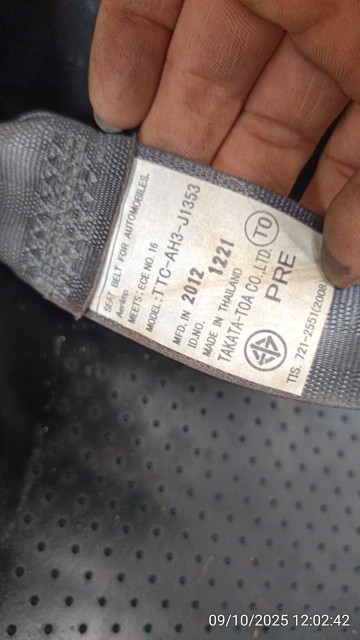 SEAT BELT FOR AUTOMOBILES.
Ar4Np
MEETS:ECE NO.16
MODEL:TTC-AH3-J1353
MFD.IN 2012
ID.NO. 1221
MADE IN THAILAND
TAKATA-TOA CO.,LTD. TO
PRE
TIS. 721-2551(2008)
09/10/2025 12:02:42